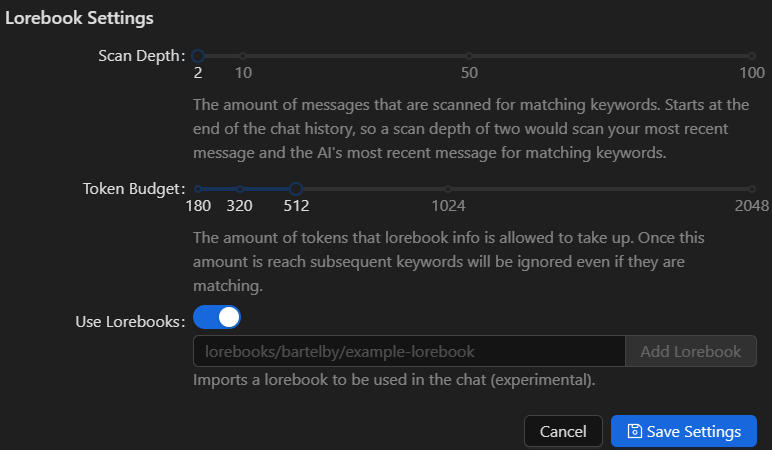 Lorebook Settings
Scan Depth:
2 10 50 100
The amount of messages that are scanned for matching keywords. Starts at the
end of the chat history, so a scan depth of two would scan your most recent
message and the AI's most recent message for matching keywords.
Token Budget:
180 320 512 1024 2048
The amount of tokens that lorebook info is allowed to take up. Once this
amount is reach subsequent keywords will be ignored even if they are
matching.
Use Lorebooks:
lorebooks/bartelby/example-lorebook Add Lorebook
Imports a lorebook to be used in the chat (experimental).
Cancel Save Settings